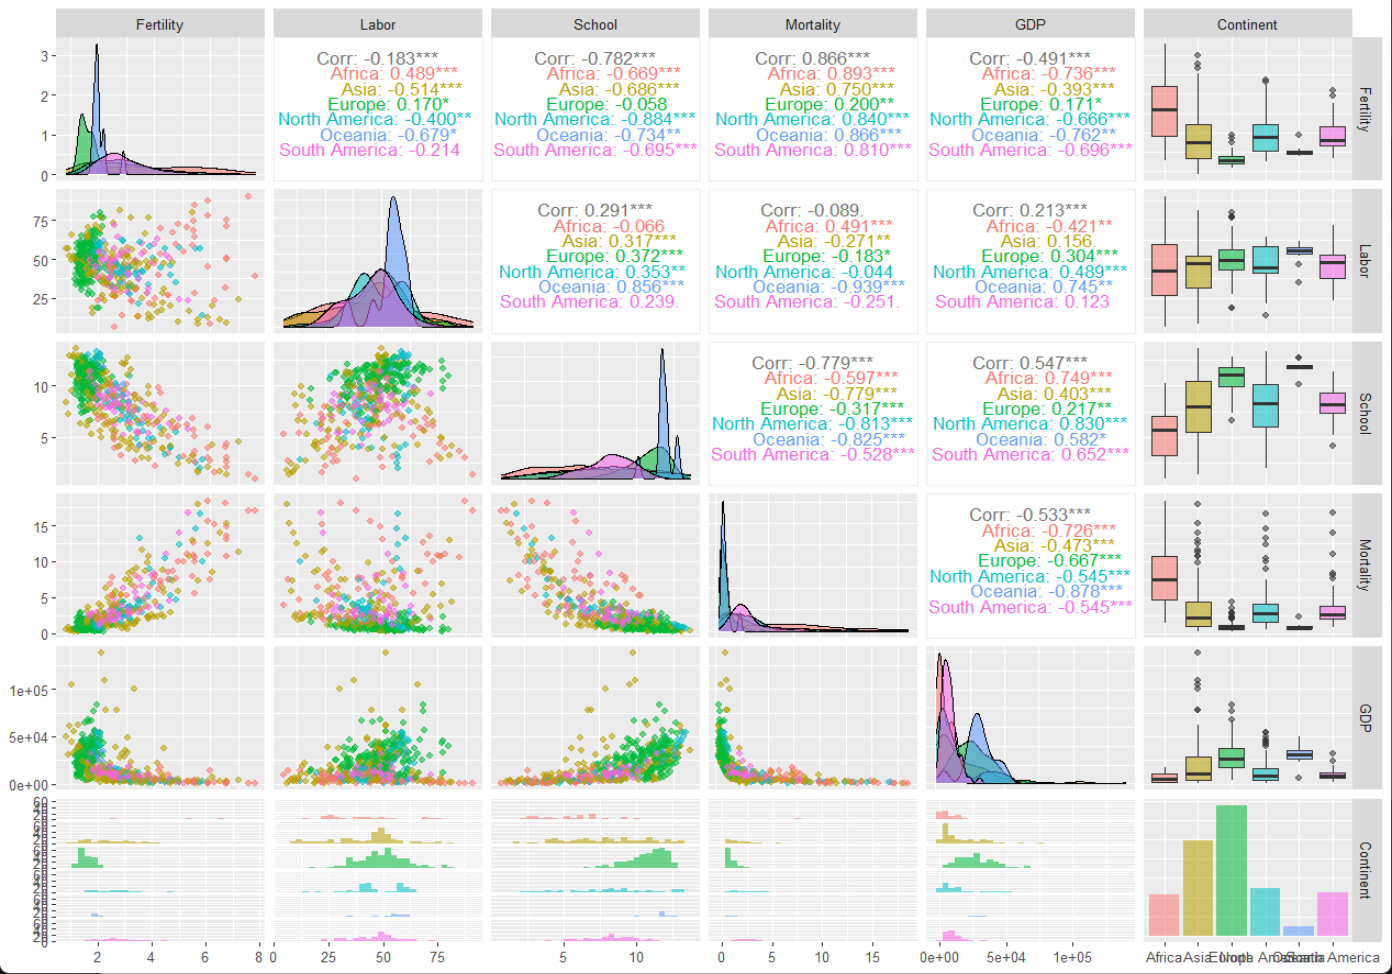 Fertility Labor School Mortality GDP Continent
3
2
1
0
Corr: -0.183***
Africa: 0.489***
Asia: -0.514***
Europe: 0.170*
North America: -0.400**
Oceania: -0.679*
South America: -0.214
Corr: -0.782***
Africa: -0.669***
Asia: -0.686***
Europe: -0.058
North America: -0.884***
Oceania: -0.734**
South America: -0.695***
Corr: 0.866***
Africa: 0.893***
Asia: 0.750***
Europe: 0.200**
North America: 0.840***
Oceania: 0.866***
South America: 0.810***
Corr: -0.491***
Africa: -0.736***
Asia: -0.393***
Europe: 0.171*
North America: -0.666***
Oceania: -0.762**
South America: -0.696***
Fertility
75
50
25
Corr: 0.291***
Africa: -0.066
Asia: 0.317***
Europe: 0.372***
North America: 0.353**
Oceania: 0.856***
South America: 0.239.
Corr: -0.089.
Africa: 0.491***
Asia: -0.271**
Europe: -0.183*
North America: -0.044
Oceania: -0.939***
South America: -0.251.
Corr: 0.213***
Africa: -0.421**
Asia: 0.156.
Europe: 0.304***
North America: 0.489***
Oceania: 0.745**
South America: 0.123
Labor
10
5
Corr: -0.779***
Africa: -0.597***
Asia: -0.779***
Europe: -0.317***
North America: -0.813***
Oceania: -0.825***
South America: -0.528***
Corr: 0.547***
Africa: 0.749***
Asia: 0.403***
Europe: 0.217**
North America: 0.830***
Oceania: 0.582*
South America: 0.652***
School
15
10
5
0
Corr: -0.533***
Africa: -0.726***
Asia: -0.473***
Europe: -0.667***
North America: -0.545***
Oceania: -0.878***
South America: -0.545***
Mortality
1e+05
5e+04
0e+00
GDP
Continent
2 4 6 8 0 25 50 75 5 10 0 5 10 15 0e+00 5e+04 1e+05 Africa Asia Europe North America Oceania South America